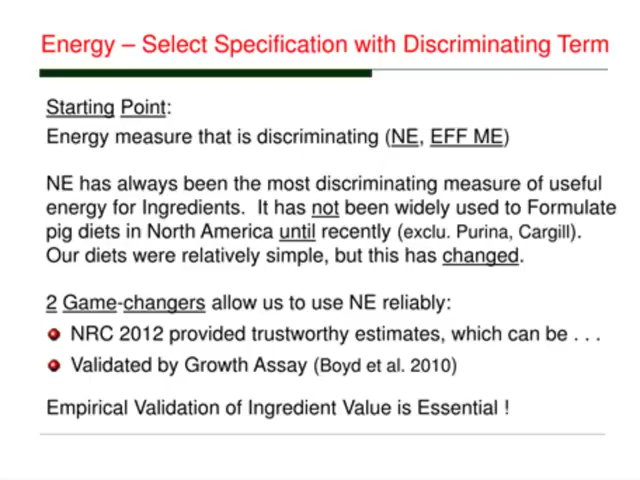 Energy – Select Specification with Discriminating Term
Starting Point:
Energy measure that is discriminating (NE, EFF ME)
NE has always been the most discriminating measure of useful
energy for Ingredients. It has not been widely used to Formulate
pig diets in North America until recently (exclu. Purina, Cargill).
Our diets were relatively simple, but this has changed.
2 Game-changers allow us to use NE reliably:
NRC 2012 provided trustworthy estimates, which can be . . .
Validated by Growth Assay (Boyd et al. 2010)
Empirical Validation of Ingredient Value is Essential !